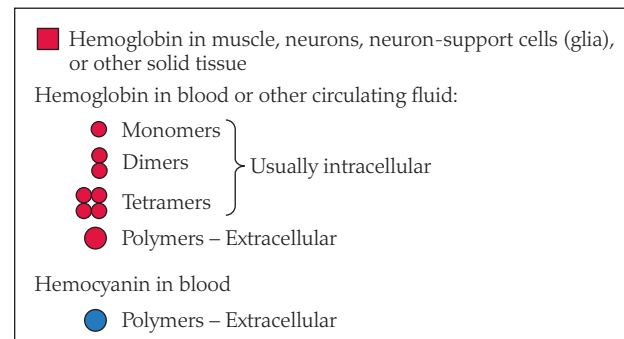 Hemoglobin in muscle, neurons, neuron-support cells (glia),
or other solid tissue
Hemoglobin in blood or other circulating fluid:
Monomers
Dimers
Usually intracellular
Tetramers
Polymers – Extracellular
Hemocyanin in blood
Polymers – Extracellular